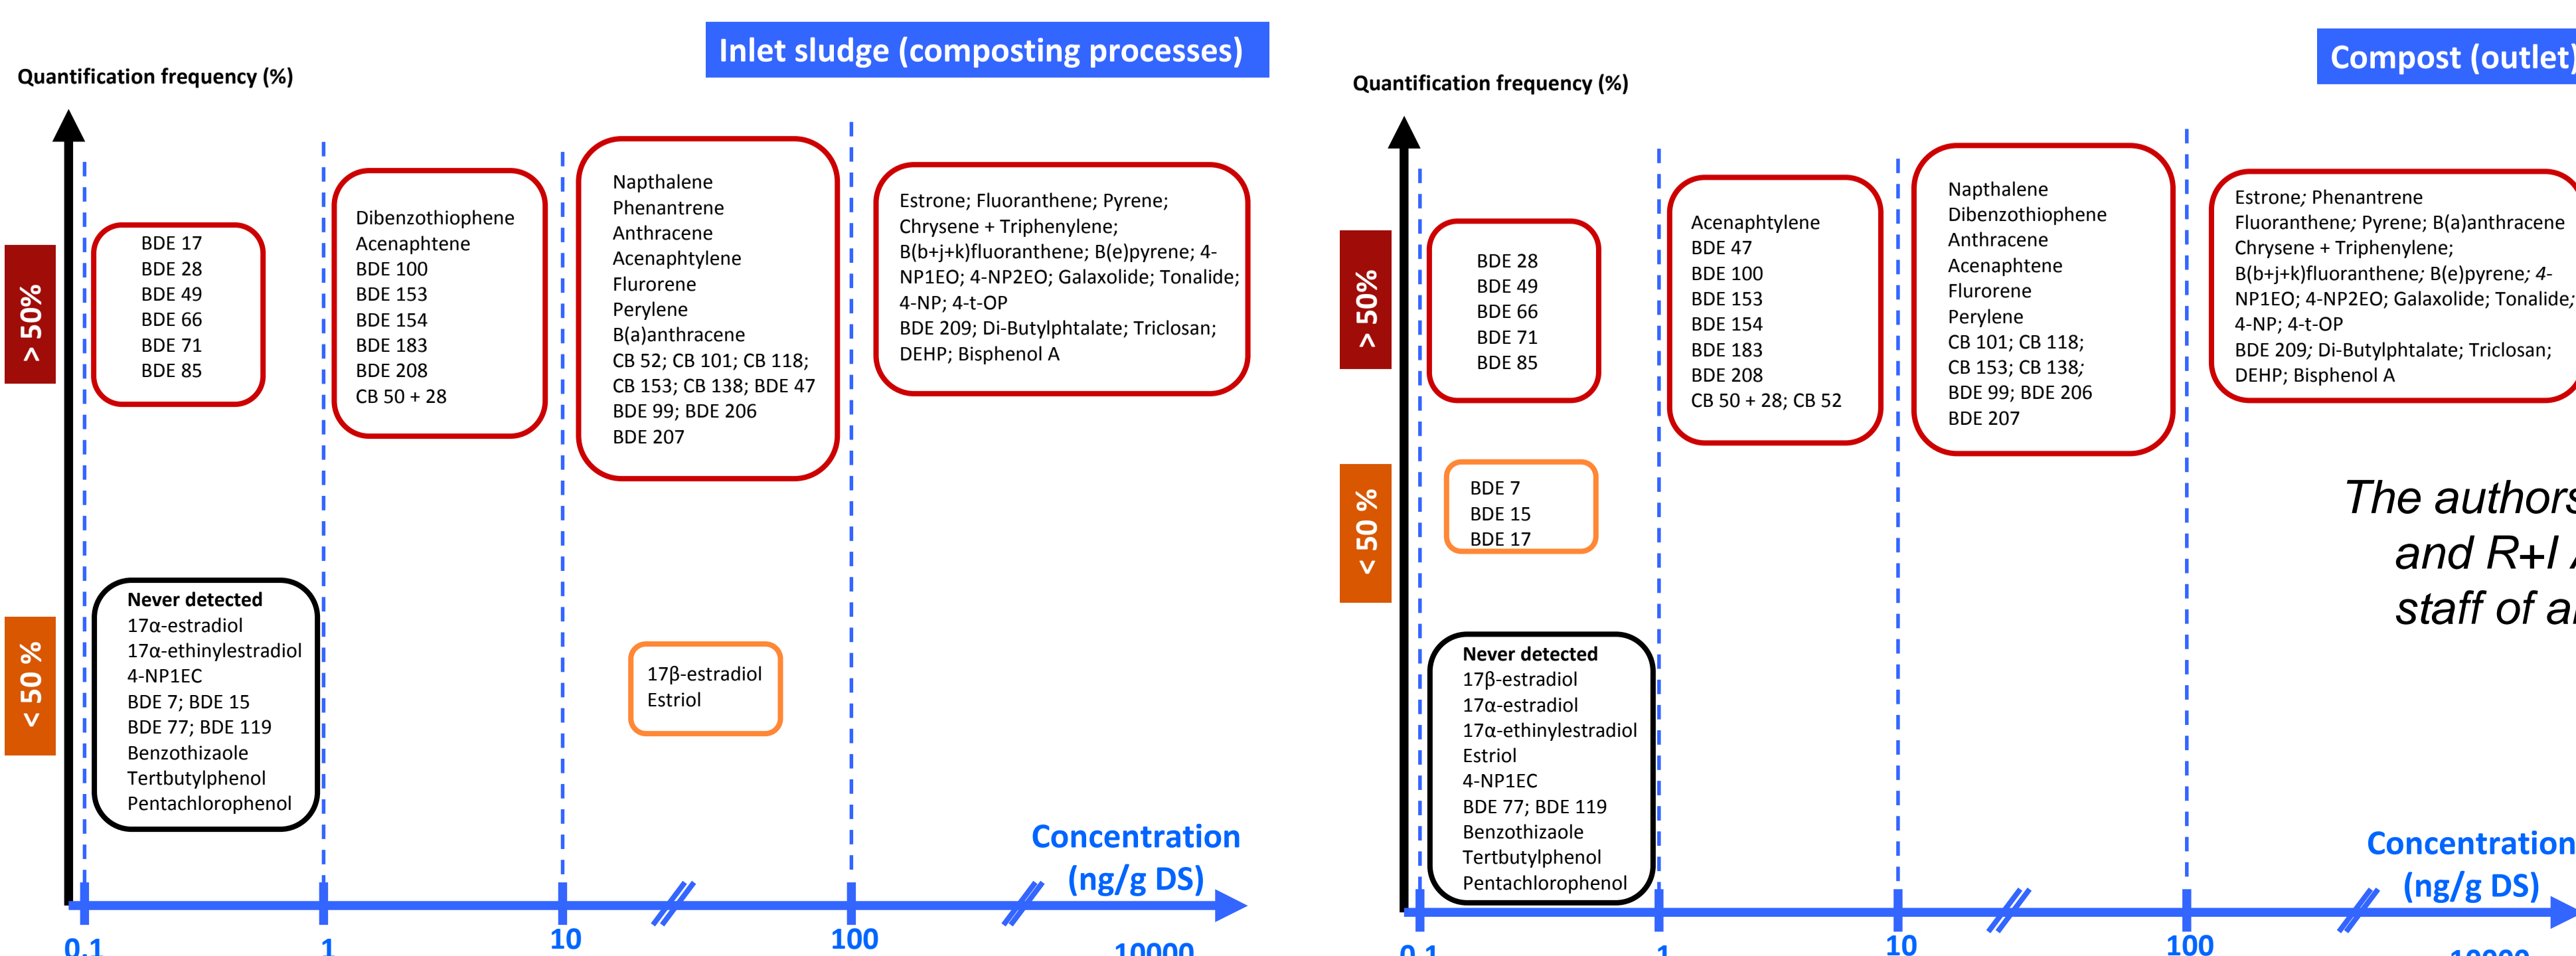 Inlet sludge (composting processes)
Quantification frequency (%)
> 50%
BDE 17
BDE 28
BDE 49
BDE 66
BDE 71
BDE 85
Dibenzothiophene
Acenaphtene
BDE 100
BDE 153
BDE 154
BDE 183
BDE 208
CB 50 + 28
Napthalene
Phenantrene
Anthracene
Acenaphtylene
Flurorene
Perylene
B(a)anthracene
CB 52; CB 101; CB 118;
CB 153; CB 138; BDE 47
BDE 99; BDE 206
BDE 207
Estrone; Fluoranthene; Pyrene;
Chrysene + Triphenylene;
B(b+j+k)fluoranthene; B(e)pyrene; 4-
NP1EO; 4-NP2EO; Galaxolide; Tonalide;
4-NP; 4-t-OP
BDE 209; Di-Butylphtalate; Triclosan;
DEHP; Bisphenol A
< 50 %
Never detected
17α-estradiol
17α-ethinylestradiol
4-NP1EC
BDE 7; BDE 15
BDE 77; BDE 119
Benzothizaole
Tertbutylphenol
Pentachlorophenol
17β-estradiol
Estriol
Concentration
(ng/g DS)
0.1
1
10
100
10000
Compost (outlet)
Quantification frequency (%)
> 50%
BDE 28
BDE 49
BDE 66
BDE 71
BDE 85
Acenaphtylene
BDE 47
BDE 100
BDE 153
BDE 154
BDE 183
BDE 208
CB 50 + 28; CB 52
Napthalene
Dibenzothiophene
Anthracene
Acenaphtene
Flurorene
Perylene
CB 101; CB 118;
CB 153; CB 138;
BDE 99; BDE 206
BDE 207
Estrone; Phenantrene
Fluoranthene; Pyrene; B(a)anthracene
Chrysene + Triphenylene;
B(b+j+k)fluoranthene; B(e)pyrene; 4-
NP1EO; 4-NP2EO; Galaxolide; Tonalide;
4-NP; 4-t-OP
BDE 209; Di-Butylphtalate; Triclosan;
DEHP; Bisphenol A
< 50 %
BDE 7
BDE 15
BDE 17
Never detected
17β-estradiol
17α-estradiol
17α-ethinylestradiol
Estriol
4-NP1EC
BDE 77; BDE 119
Benzothizaole
Tertbutylphenol
Pentachlorophenol
The authors
and R+I
staff of
Concentration
(ng/g DS)
0.1
1
10
100
10000